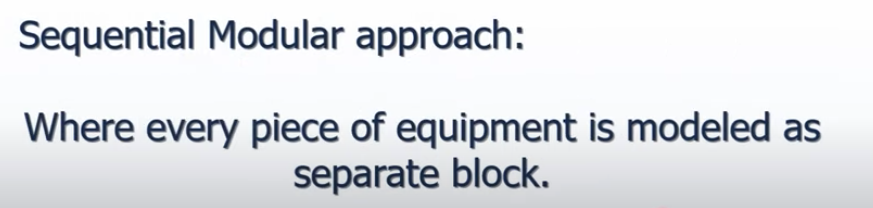 Sequential Modular approach:
Where every piece of equipment is modeled as
separate block.